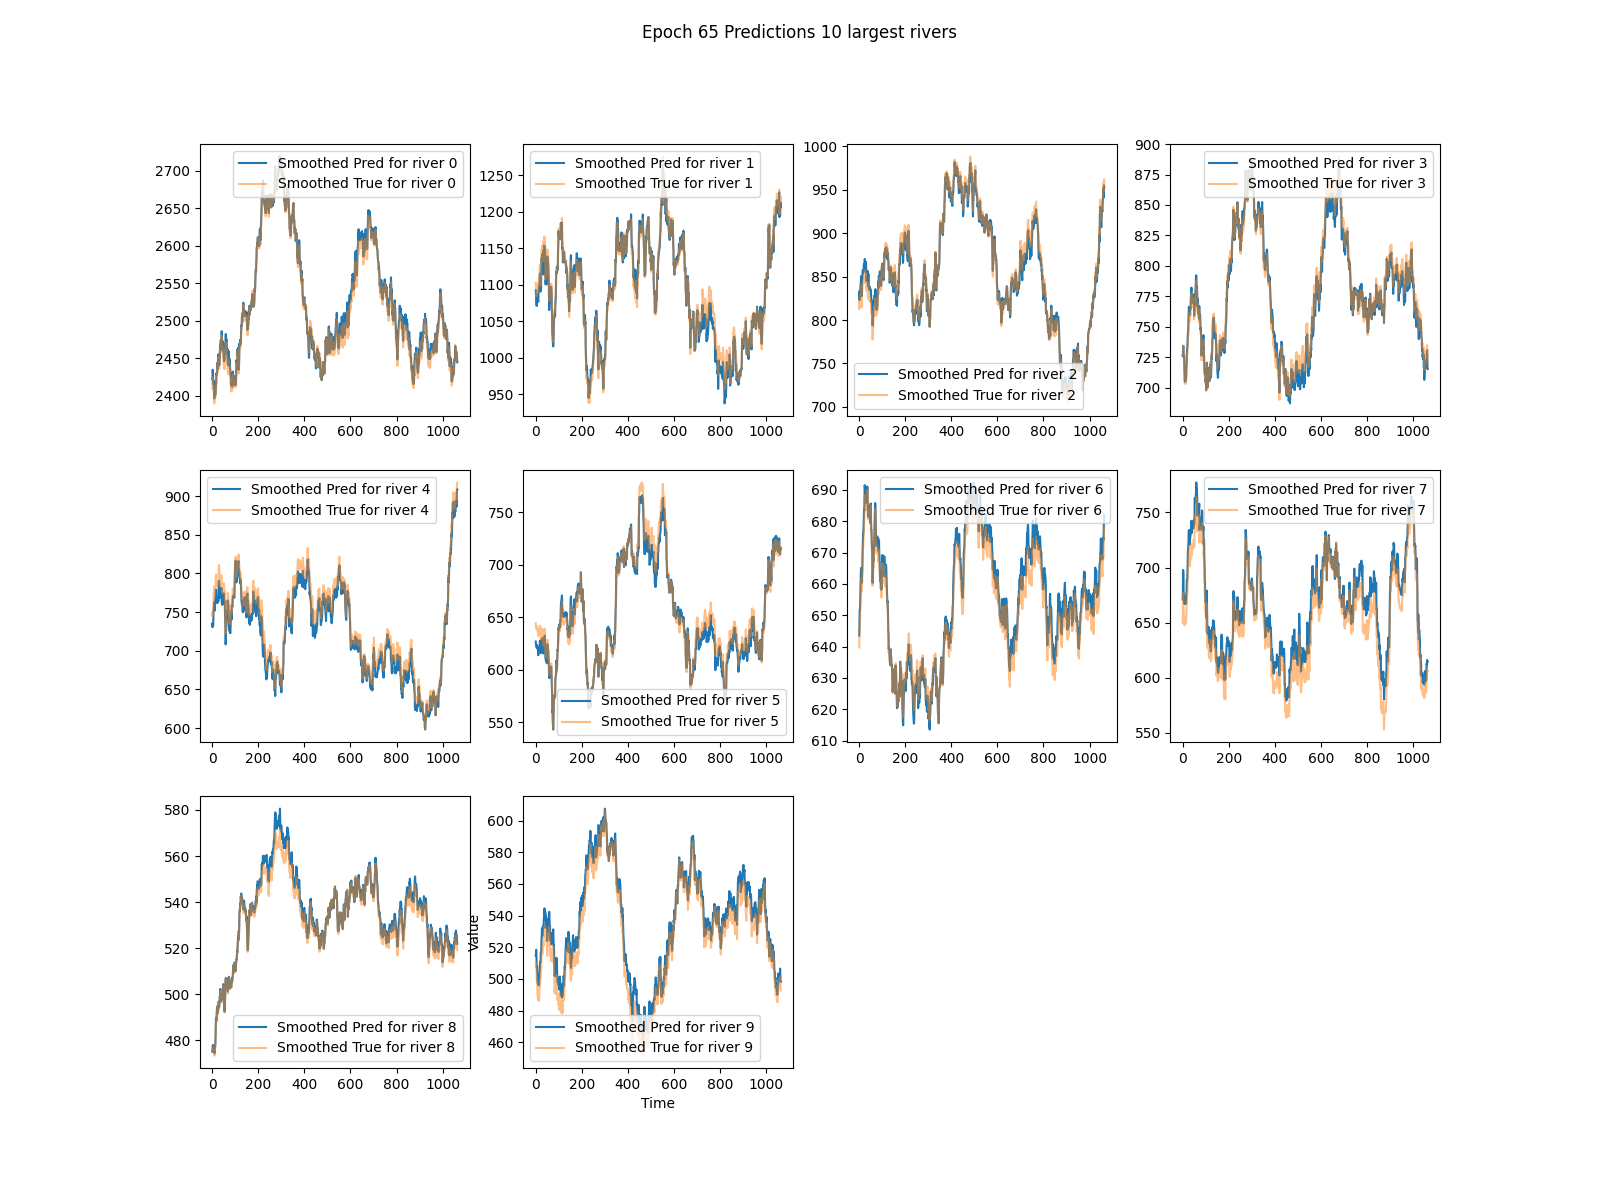 Epoch 65 Predictions 10 largest rivers
Smoothed Pred for river 0
Smoothed True for river 0
2700
2650
2600
2550
2500
2450
2400
0 200 400 600 800 1000
Smoothed Pred for river 1
Smoothed True for river 1
1250
1200
1150
1100
1050
1000
950
0 200 400 600 800 1000
1000
950
900
850
800
750
700
Smoothed Pred for river 2
Smoothed True for river 2
0 200 400 600 800 1000
900
875
850
825
800
775
750
725
700
Smoothed Pred for river 3
Smoothed True for river 3
0 200 400 600 800 1000
Smoothed Pred for river 4
Smoothed True for river 4
900
850
800
750
700
650
600
0 200 400 600 800 1000
750
700
650
600
550
Smoothed Pred for river 5
Smoothed True for river 5
0 200 400 600 800 1000
690
680
670
660
650
640
630
620
610
Smoothed Pred for river 6
Smoothed True for river 6
0 200 400 600 800 1000
Smoothed Pred for river 7
Smoothed True for river 7
750
700
650
600
550
0 200 400 600 800 1000
580
560
540
520
500
480
Smoothed Pred for river 8
Smoothed True for river 8
0 200 400 600 800 1000
Value
600
580
560
540
520
500
480
460
Smoothed Pred for river 9
Smoothed True for river 9
0 200 400 600 800 1000
Time